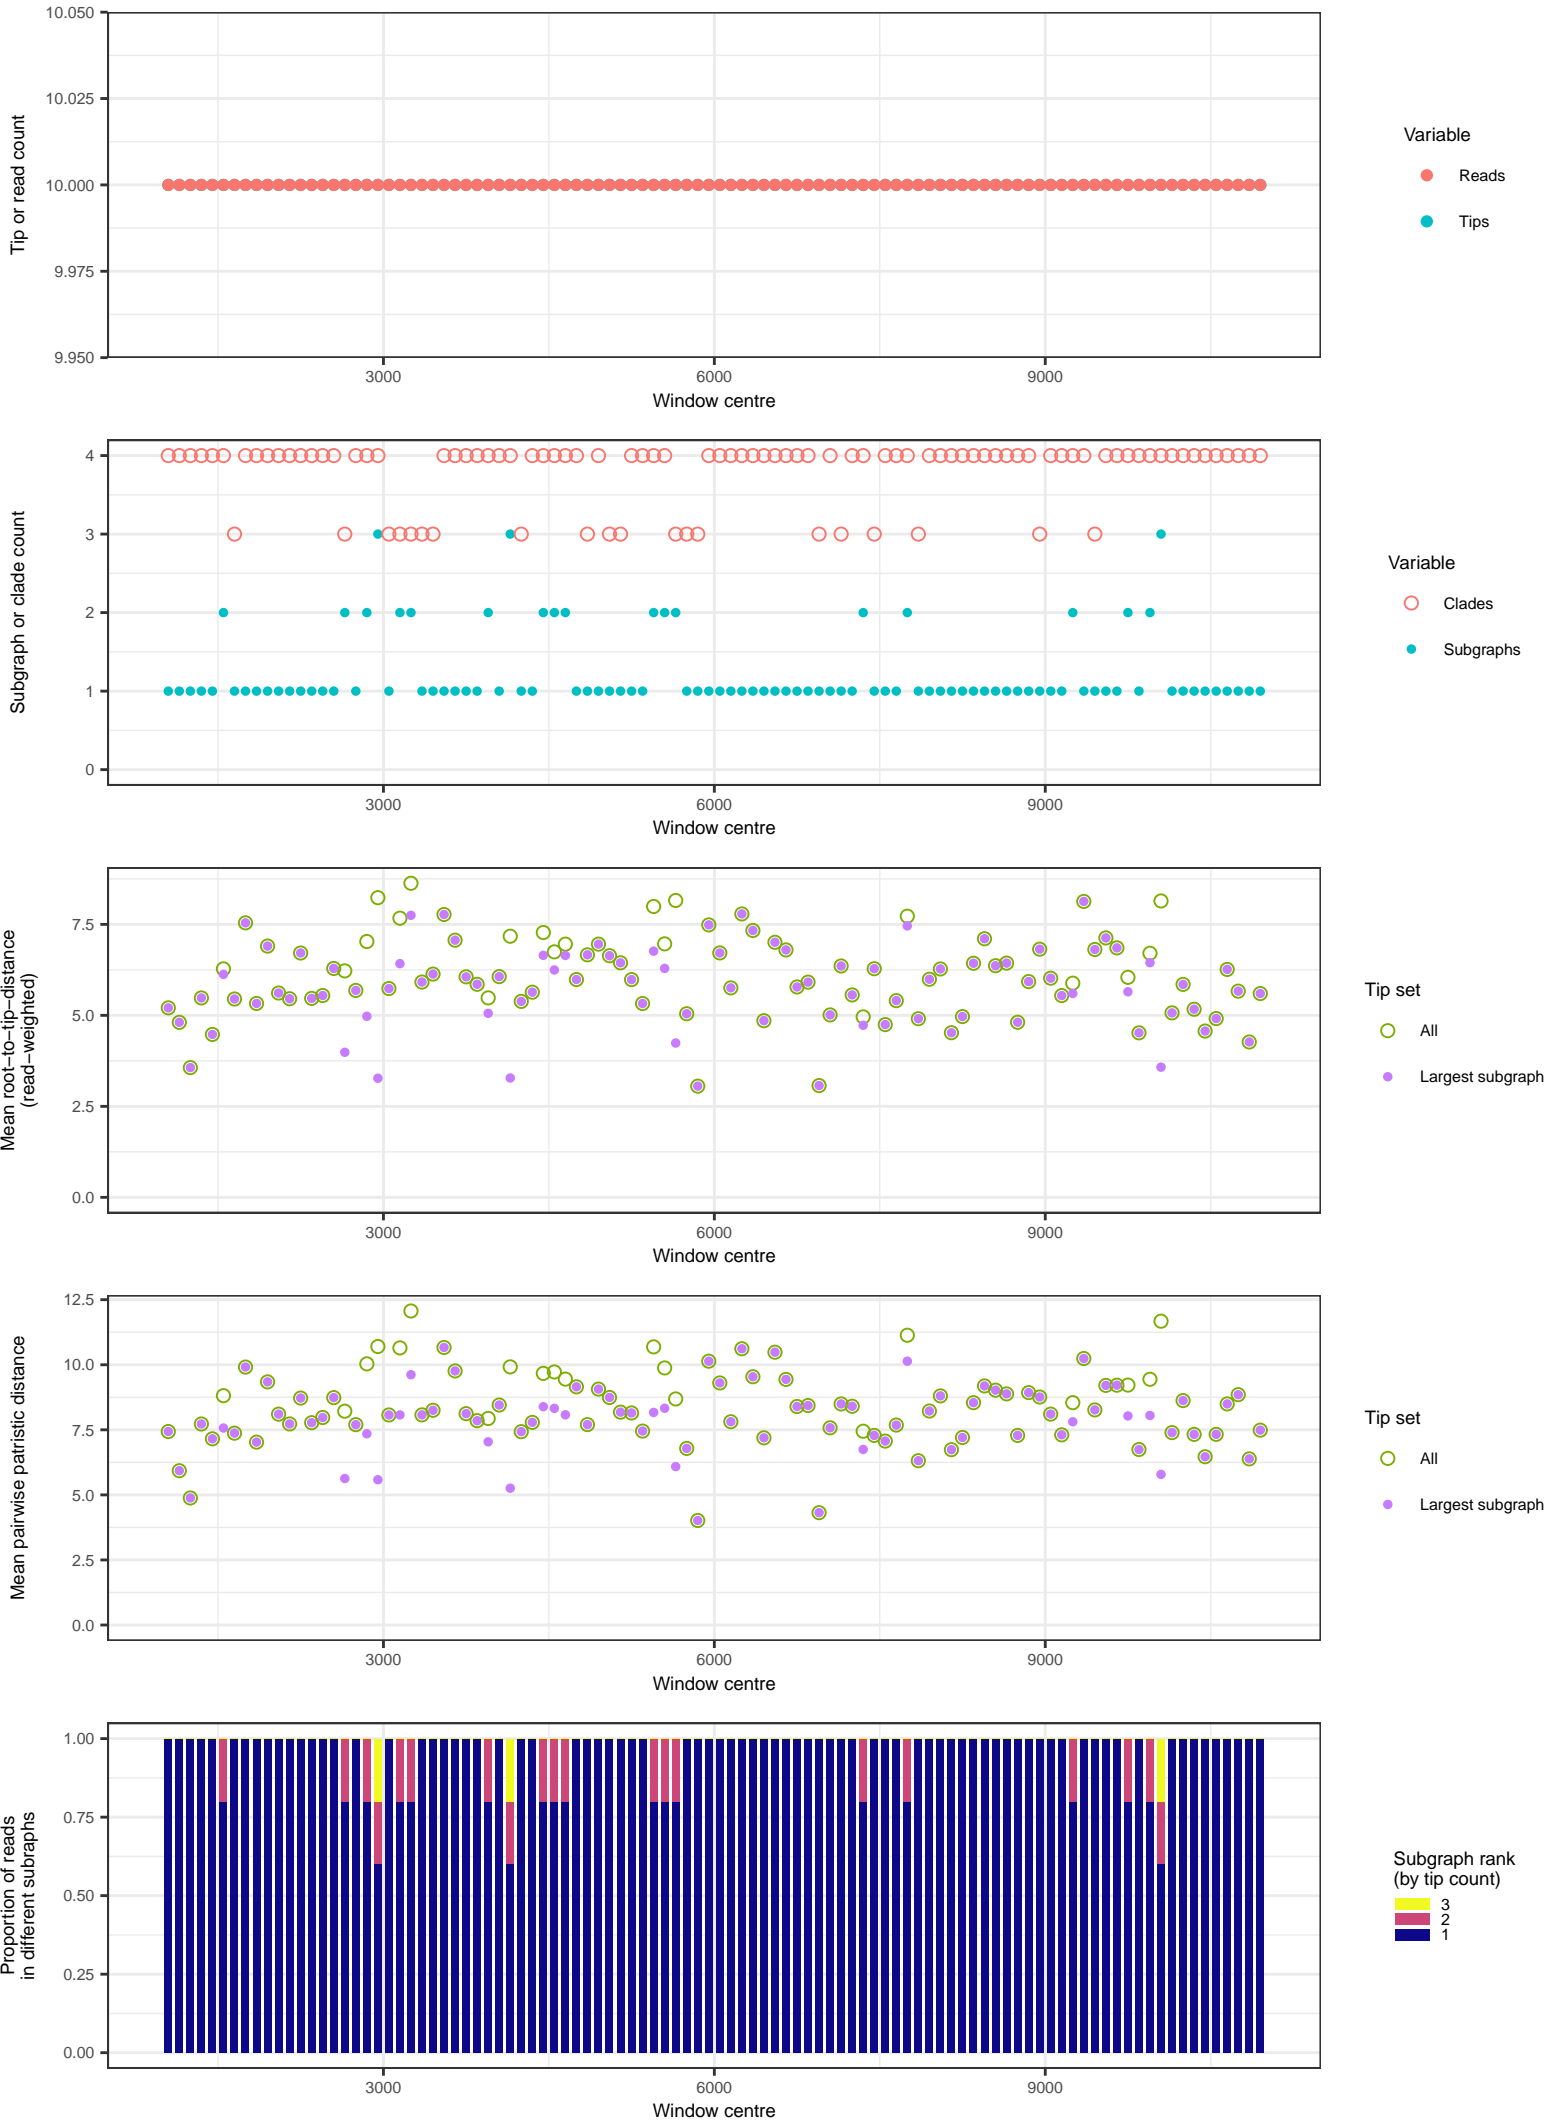 10.050
10.025
10.000
9.975
9.950
Tip or read count
3000 6000 9000
Window centre
Variable
Reads
Tips
4
3
2
1
0
Subgraph or clade count
3000 6000 9000
Window centre
Variable
Clades
Subgraphs
7.5
5.0
2.5
0.0
Mean root−to−tip−distance
(read−weighted)
3000 6000 9000
Window centre
Tip set
All
Largest subgraph
12.5
10.0
7.5
5.0
2.5
0.0
Mean pairwise patristic distance
3000 6000 9000
Window centre
Tip set
All
Largest subgraph
1.00
0.75
0.50
0.25
0.00
Proportion of reads
in different subraphs
3000 6000 9000
Window centre
Subgraph rank
(by tip count)
3
2
1